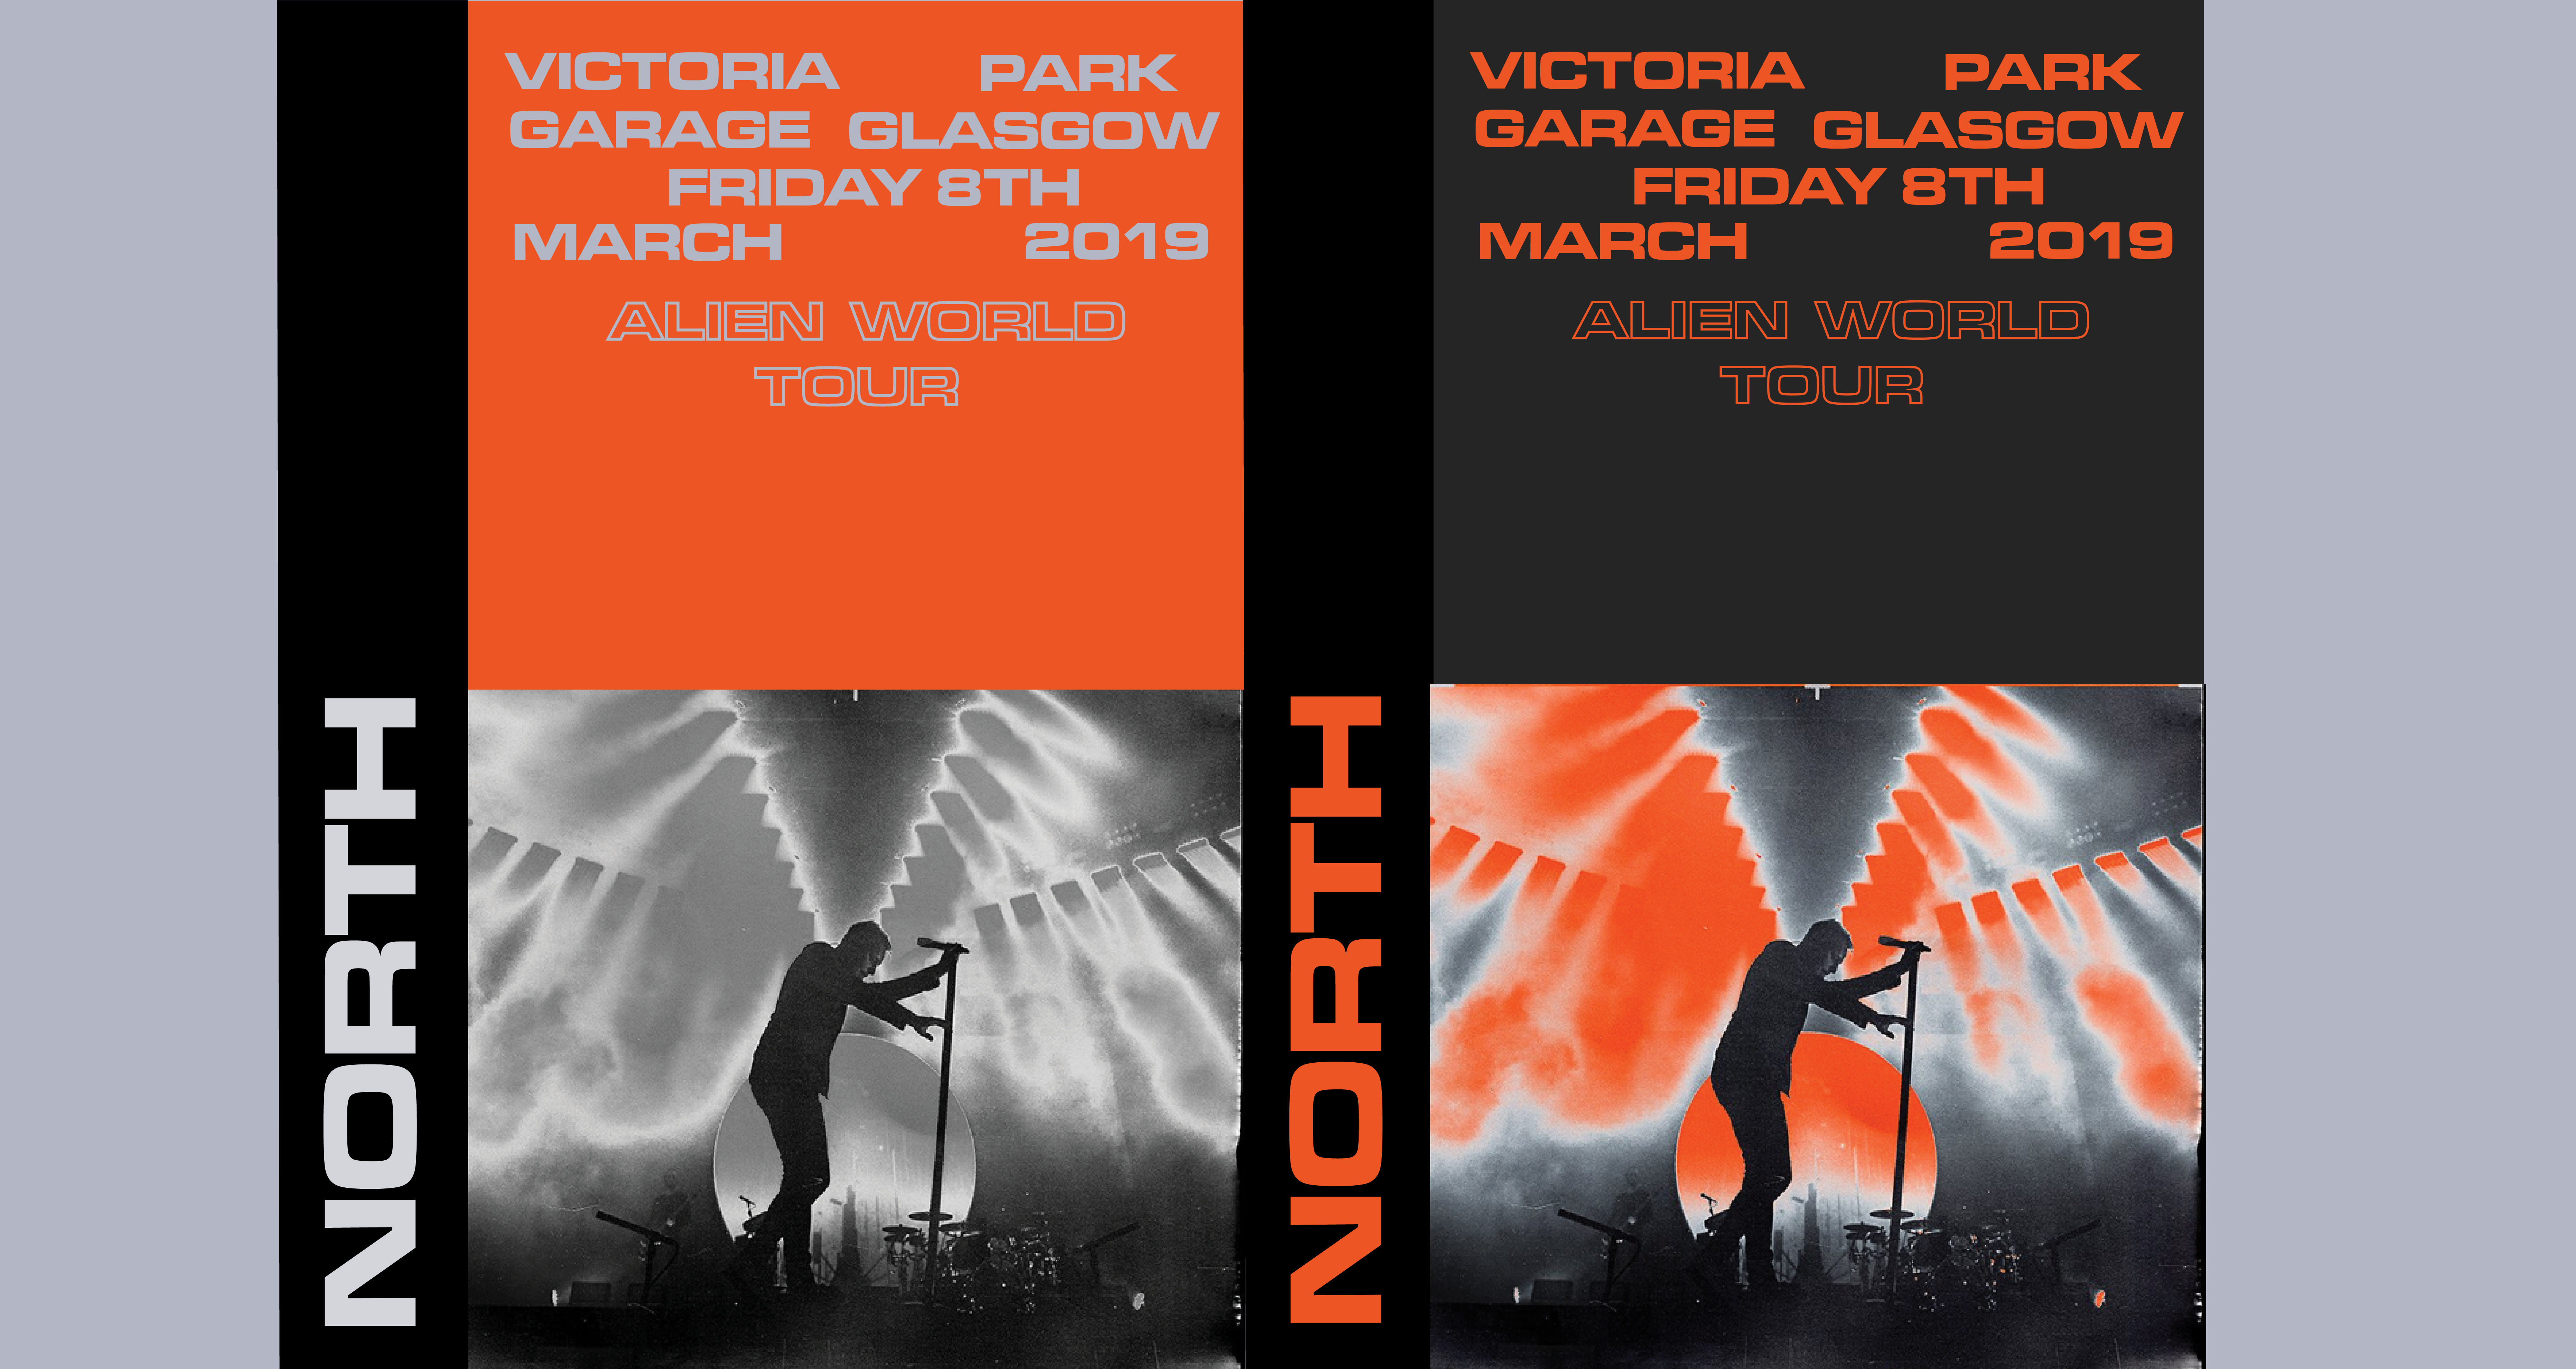 VICTORIA PARK
GARAGE GLASGOW
FRIDAY 8TH
MARCH 2019
ALIEN WORLD
TOUR
NORTH
VICTORIA PARK
GARAGE GLASGOW
FRIDAY 8TH
MARCH 2019
ALIEN WORLD
TOUR
NORTH